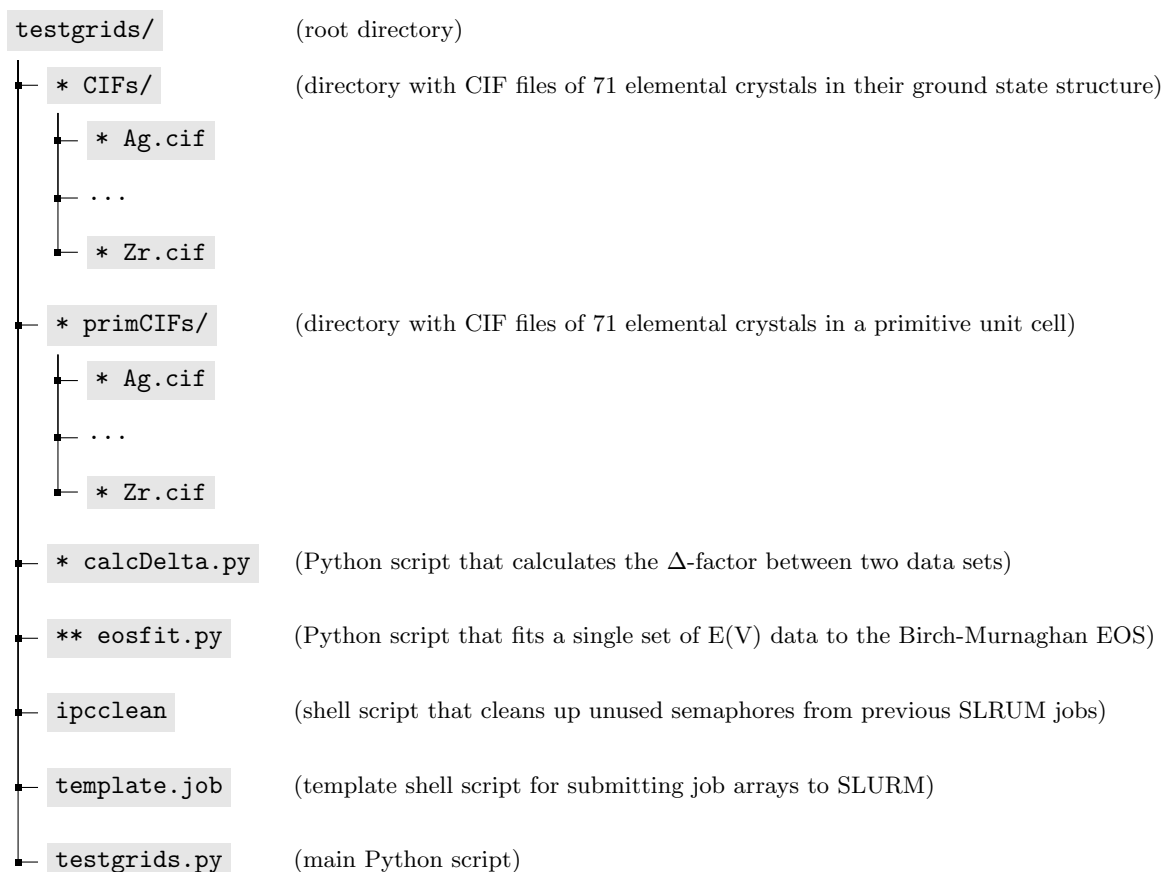 testgrids/ (root directory)
* CIFs/ (directory with CIF files of 71 elemental crystals in their ground state structure)
* Ag.cif
...
* Zr.cif
* primCIFs/ (directory with CIF files of 71 elemental crystals in a primitive unit cell)
* Ag.cif
...
* Zr.cif
* calcDelta.py (Python script that calculates the Δ-factor between two data sets)
** eosfit.py (Python script that fits a single set of E(V) data to the Birch-Murnaghan EOS)
ipcclean (shell script that cleans up unused semaphores from previous SLRUM jobs)
template.job (template shell script for submitting job arrays to SLURM)
testgrids.py (main Python script)